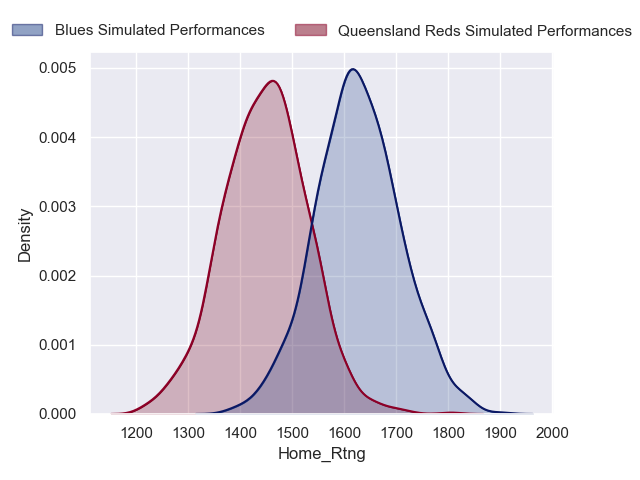 Blues Simulated Performances
Queensland Reds Simulated Performances
0.005
0.004
0.003
0.002
0.001
0.000
Density
1200 1300 1400 1500 1600 1700 1800 1900 2000
Home_Rtng